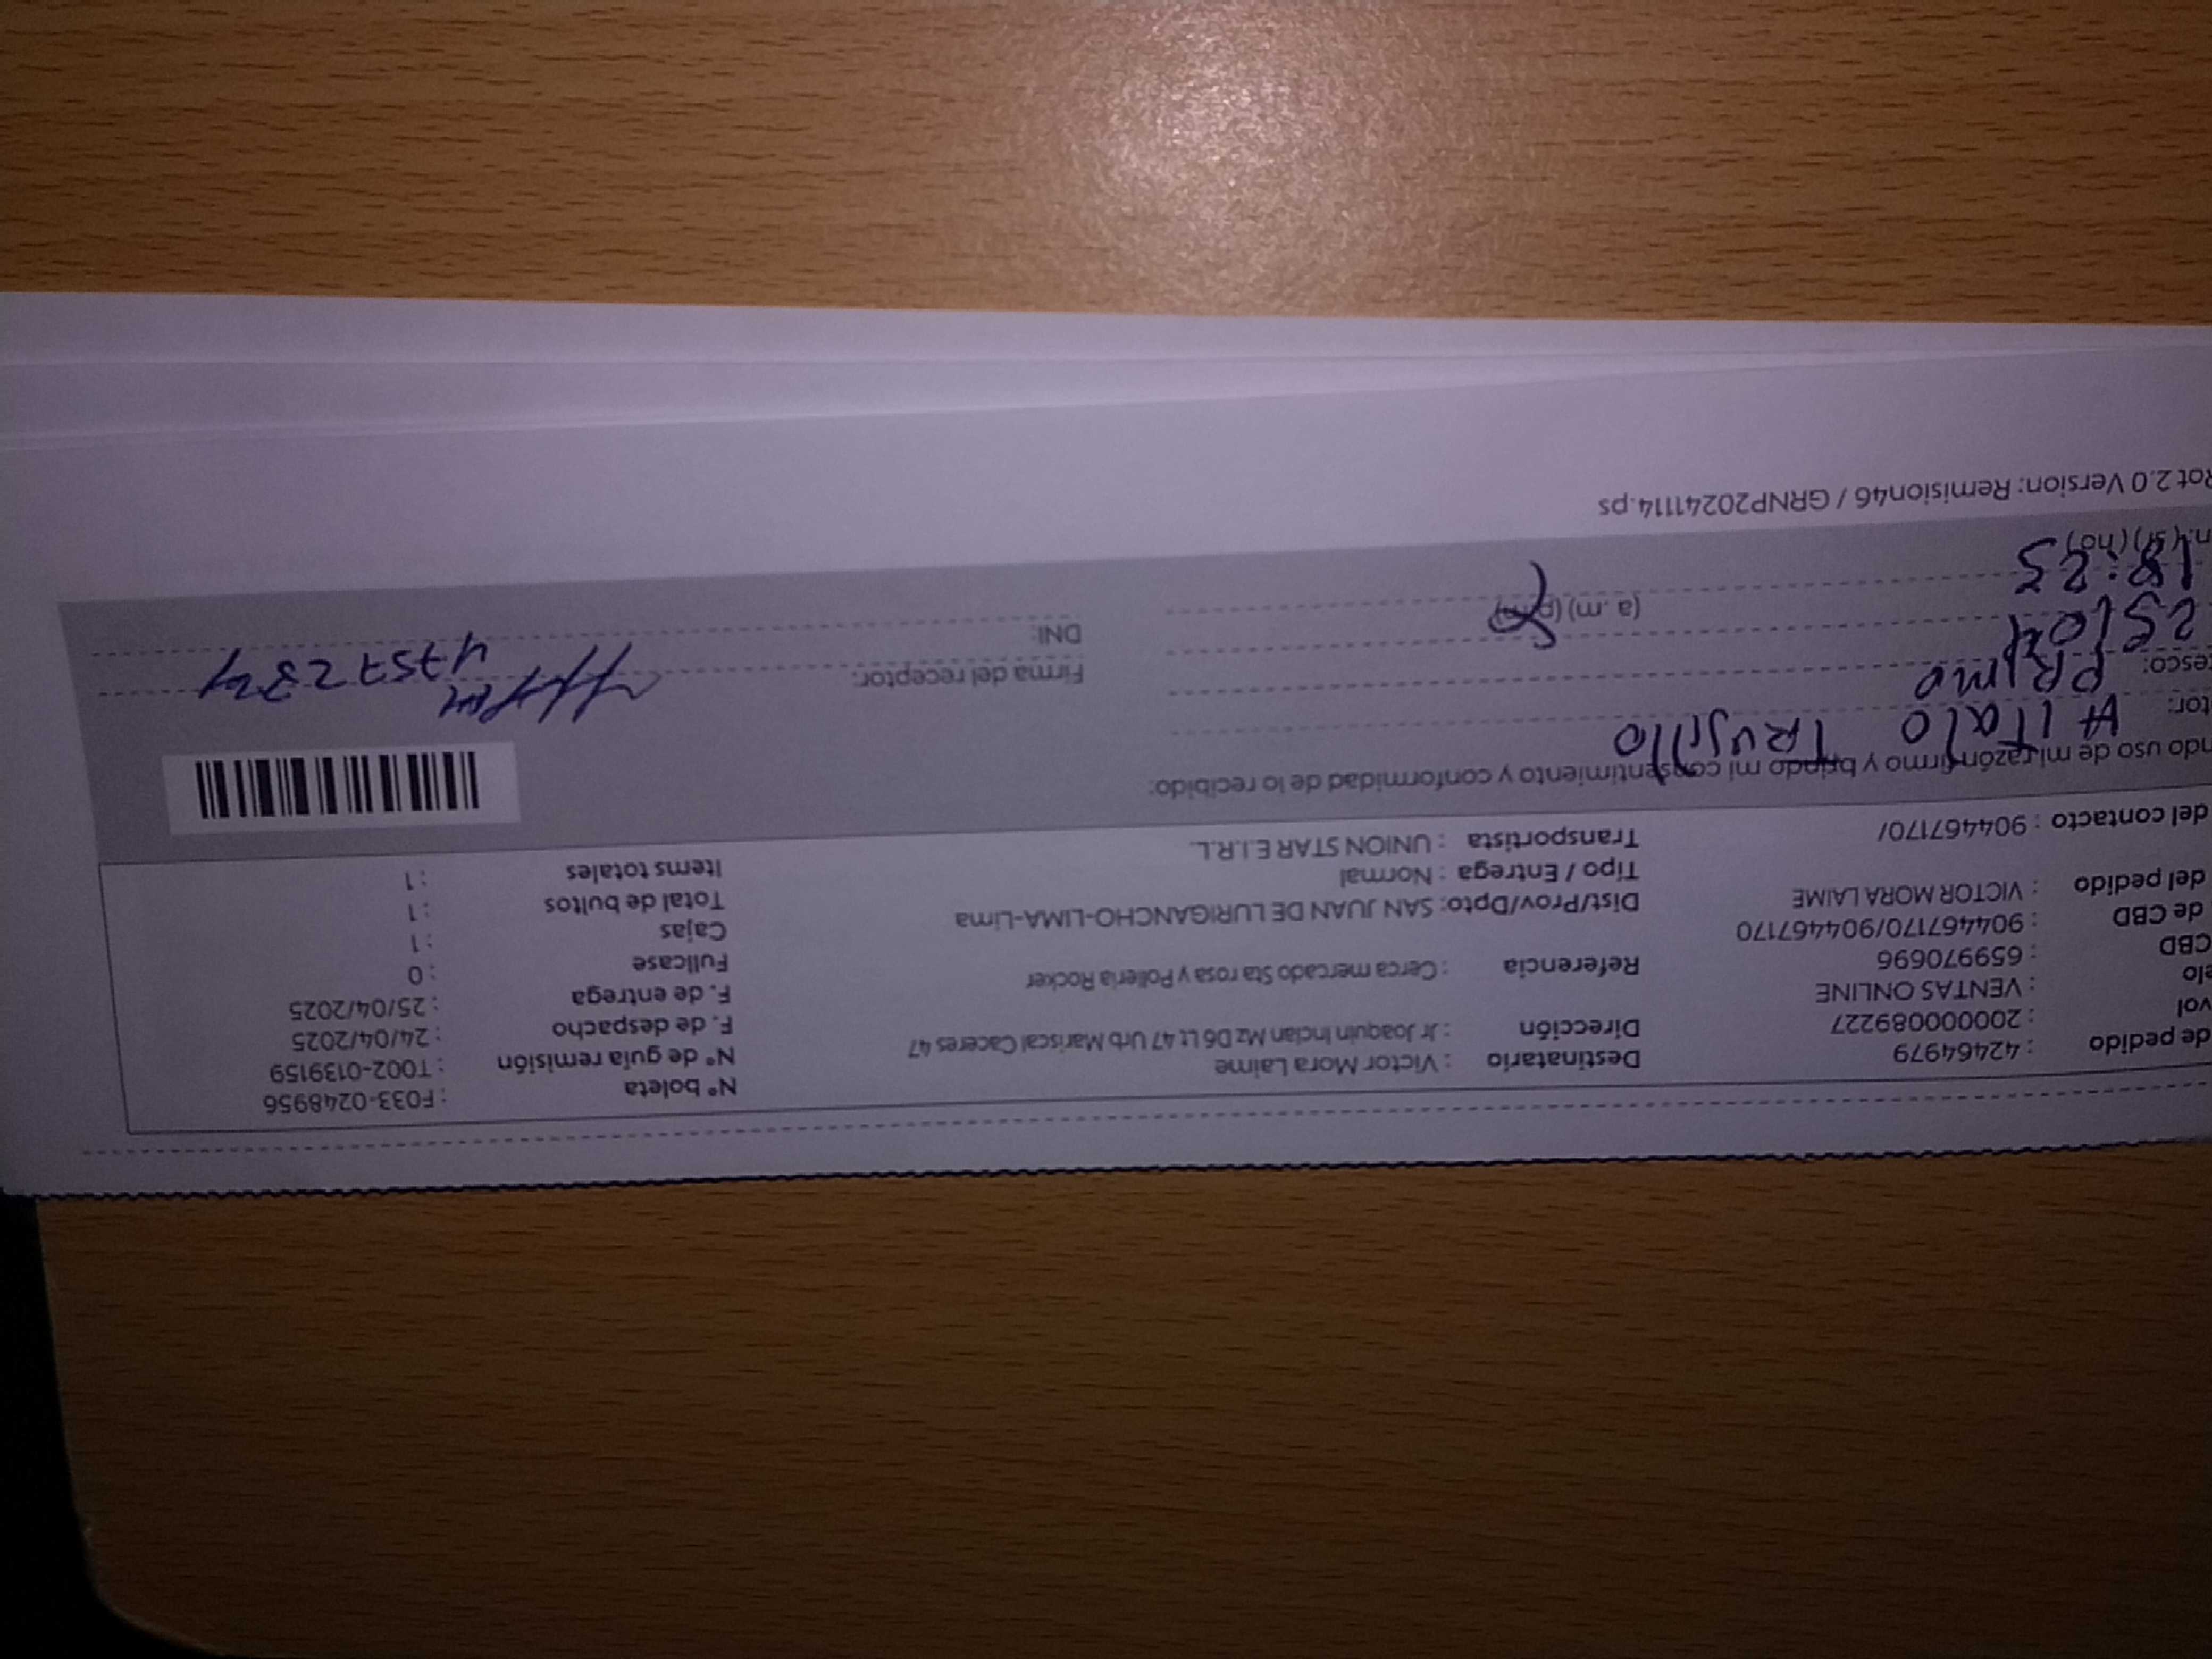 de pedido : 42464979 Destinatario : Victor Mora Laime N° boleta : F033-0248956
vol : 20000089227 Dirección : Jr Joaquin Inclan Mz D6 Lt 47 Urb Mariscal Caceres 47 N° de guía remisión : T002-0139159
elo : VENTAS ONLINE F. de despacho : 24/04/2025
CBD : 659970696 Referencia : Cerca mercado Sta rosa y Polleria Rocker F. de entrega : 25/04/2025
de CBD : 904467170/904467170 Fullcase : 0
del pedido : VICTOR MORA LAIME Dist/Prov/Dpto: SAN JUAN DE LURIGANCHO-LIMA-Lima Cajas : 1
Tipo / Entrega : Normal Total de bultos : 1
del contacto : 904467170/ Transportista : UNION STAR E.I.R.L. Items totales : 1
ndo uso de mi razón firmo y brindo mi consentimiento y conformidad de lo recibido:
tor: Italo Trujillo
esco: Primo Firma del receptor:
25/04 DNI: 47572324
18:23 (a .m) (p.m)
n. (si) (no)
Rot 2.0 Version: Remision46 / GRNP20241114.ps